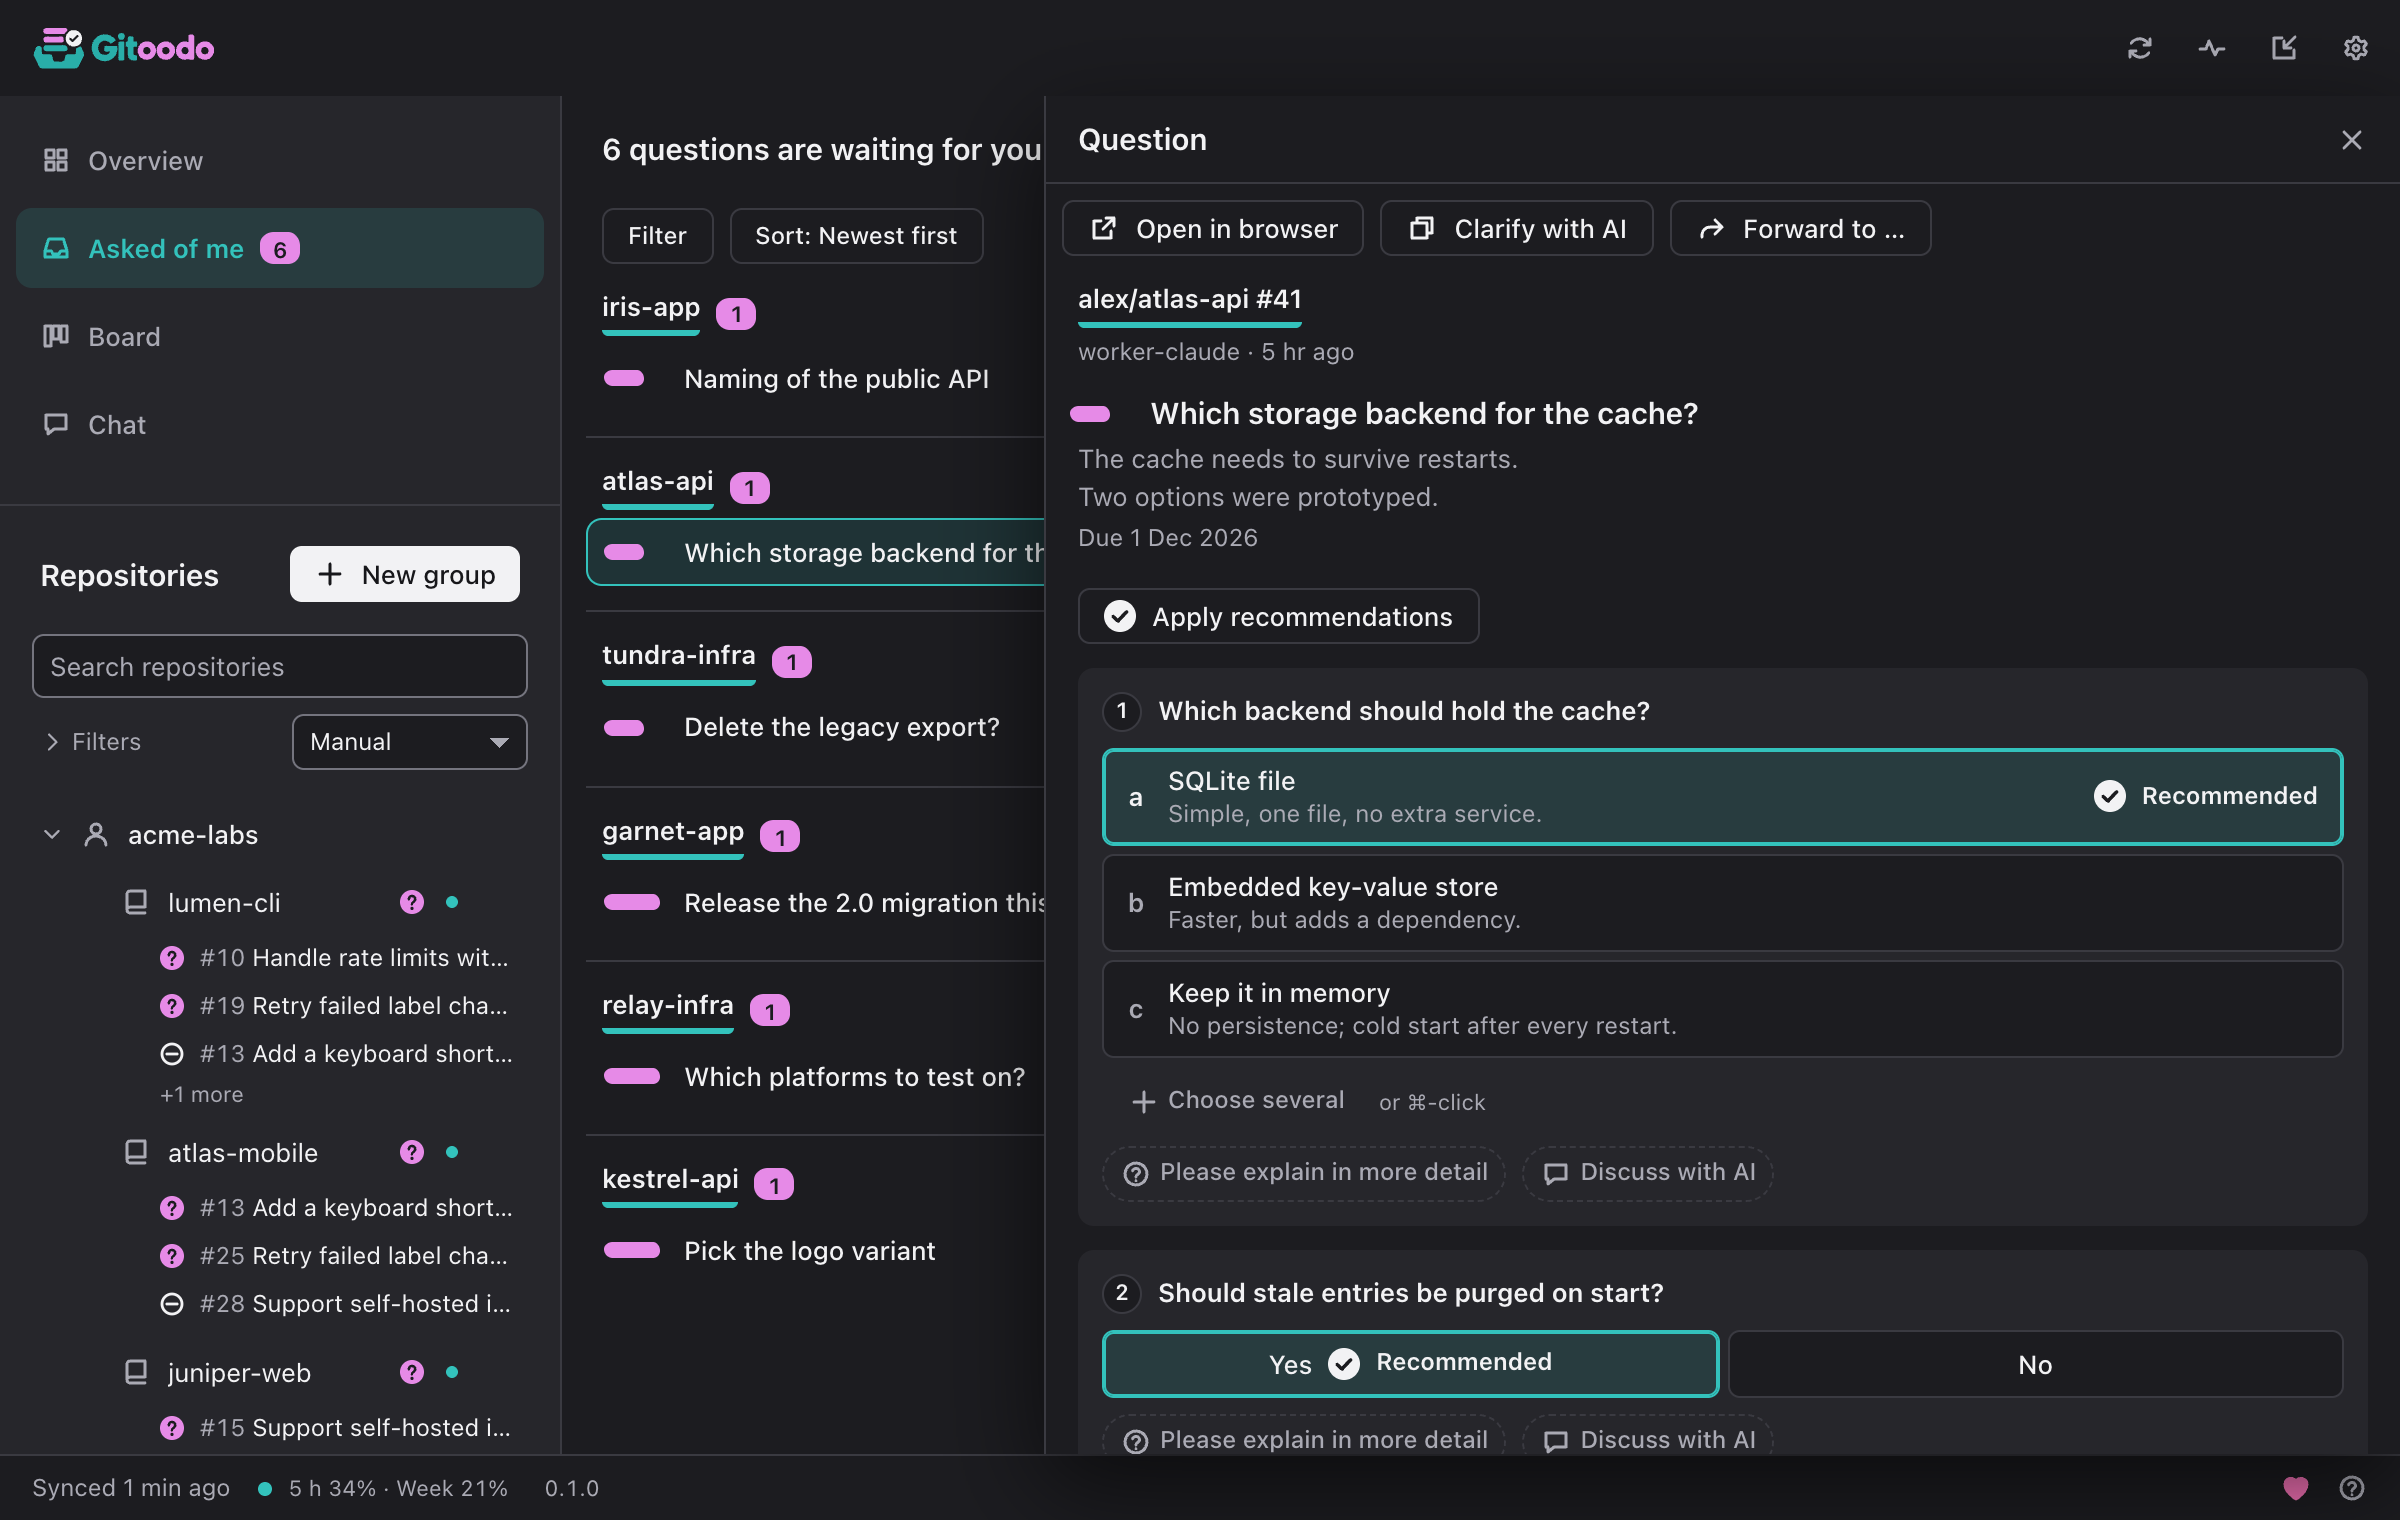 Gitoodo
Overview
Asked of me 6
Board
Chat
Repositories
New group
Search repositories
Filters
Manual
acme-labs
lumen-cli
#10 Handle rate limits wit...
#19 Retry failed label cha...
#13 Add a keyboard short...
+1 more
atlas-mobile
#13 Add a keyboard short...
#25 Retry failed label cha...
#28 Support self-hosted i...
juniper-web
#15 Support self-hosted i...
6 questions are waiting for you
Filter
Sort: Newest first
iris-app 1
Naming of the public API
atlas-api 1
Which storage backend for th
tundra-infra 1
Delete the legacy export?
garnet-app 1
Release the 2.0 migration this
relay-infra 1
Which platforms to test on?
kestrel-api 1
Pick the logo variant
Question
Open in browser
Clarify with AI
Forward to ...
alex/atlas-api #41
worker-claude · 5 hr ago
Which storage backend for the cache?
The cache needs to survive restarts.
Two options were prototyped.
Due 1 Dec 2026
Apply recommendations
1 Which backend should hold the cache?
a SQLite file
Simple, one file, no extra service.
Recommended
b Embedded key-value store
Faster, but adds a dependency.
c Keep it in memory
No persistence; cold start after every restart.
Choose several or ⌘-click
Please explain in more detail
Discuss with AI
2 Should stale entries be purged on start?
Yes Recommended
No
Please explain in more detail
Discuss with AI
Synced 1 min ago
5 h 34% · Week 21%
0.1.0